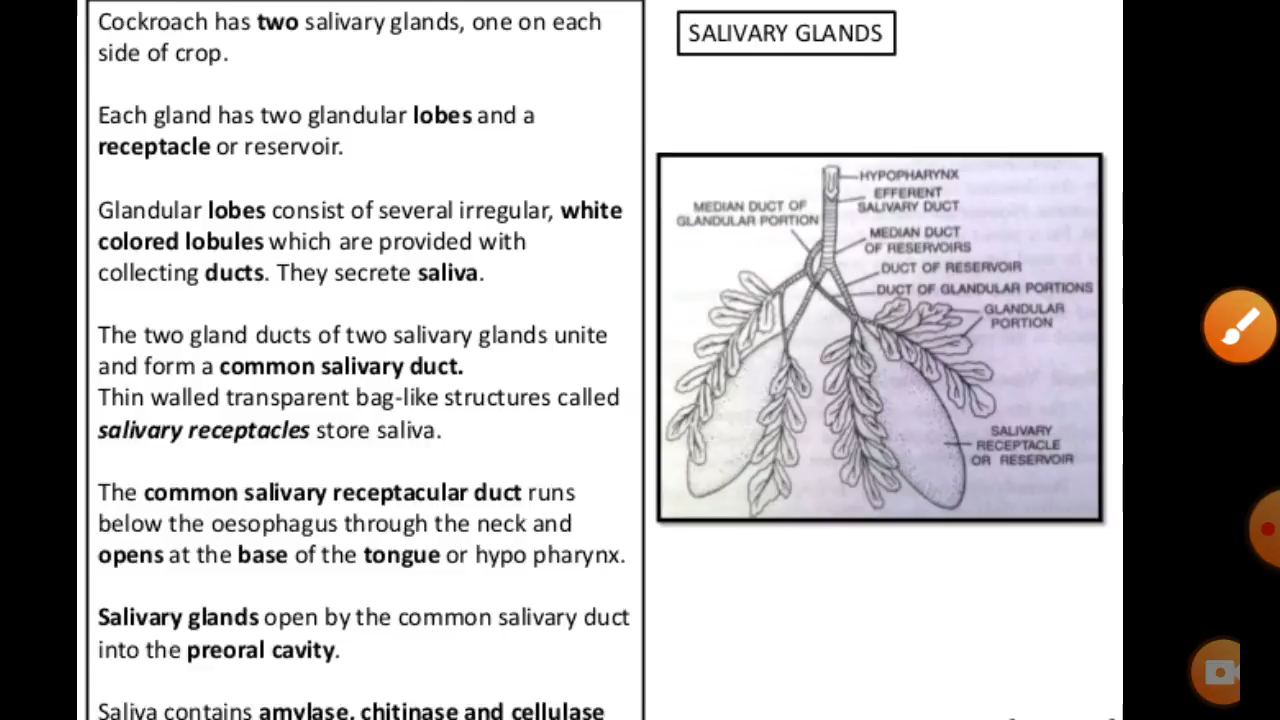 Cockroach has two salivary glands, one on each
side of crop.
Each gland has two glandular lobes and a
receptacle or reservoir.
Glandular lobes consist of several irregular, white
colored lobules which are provided with
collecting ducts. They secrete saliva.
The two gland ducts of two salivary glands unite
and form a common salivary duct.
Thin walled transparent bag-like structures called
salivary receptacles store saliva.
The common salivary receptacular duct runs
below the oesophagus through the neck and
opens at the base of the tongue or hypo pharynx.
Salivary glands open by the common salivary duct
into the preoral cavity.
Saliva contains amylase, chitinase and cellulase
SALIVARY GLANDS
HYPOPHARYNX
EFFERENT
SALIVARY DUCT
MEDIAN DUCT OF
GLANDULAR PORTION
MEDIAN DUCT
OF RESERVOIRS
DUCT OF RESERVOIR
DUCT OF GLANDULAR PORTIONS
GLANDULAR
PORTION
SALIVARY
RECEPTACLE
OR RESERVOIR